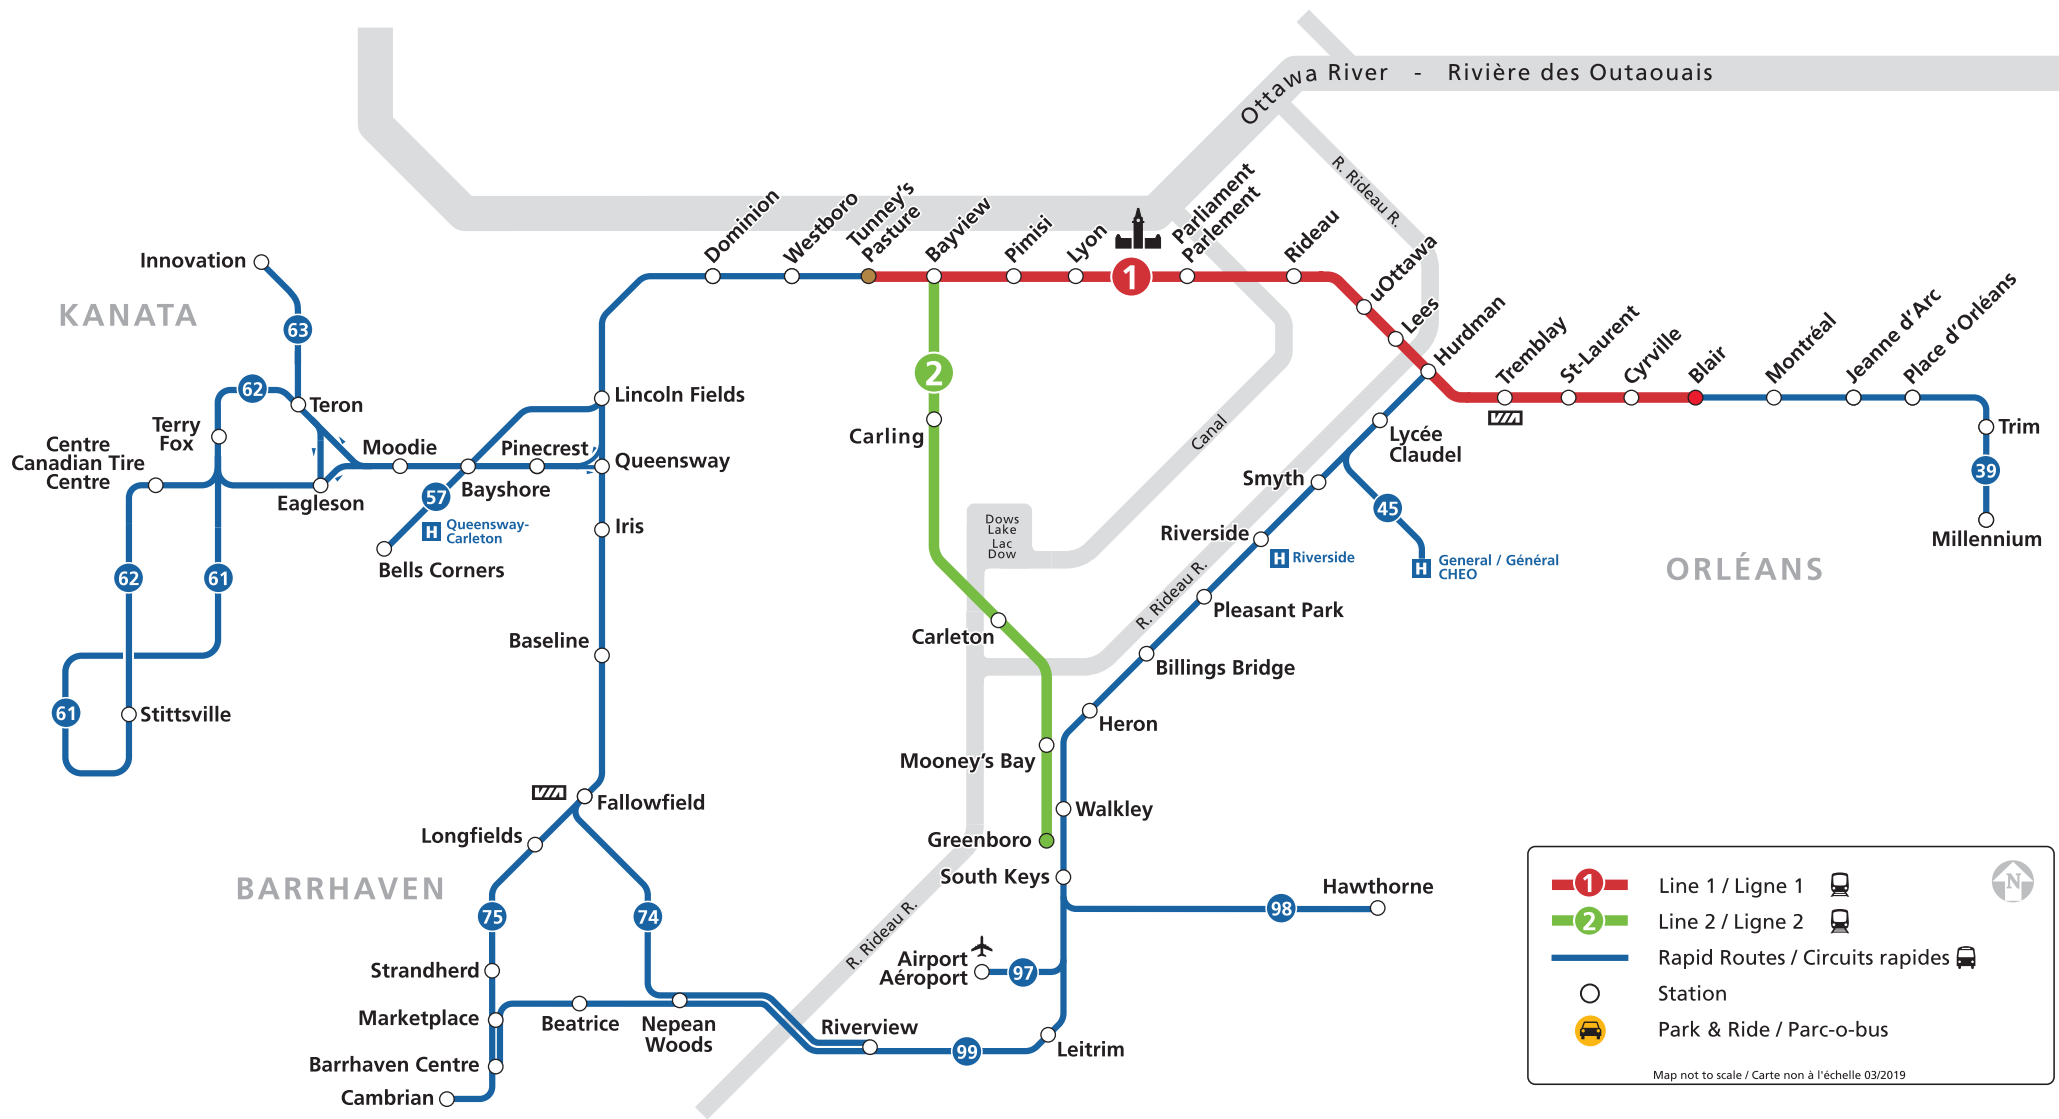 Ottawa River - Rivière des Outaouais
R. Rideau R.
Dominion
Westboro
Tunney's
Pasture
Bayview
Pimisi
Lyon
Parliament
Parlement
Rideau
uOttawa
Lees
Hurdman
Tremblay
St-Laurent
Cyrville
Blair
Montréal
Jeanne d'Arc
Place d'Orléans
Trim
39
Millennium
ORLÉANS
1
2
Innovation
KANATA
63
62
Teron
Terry
Fox
Centre
Canadian Tire
Centre
Moodie
Pinecrest
Lincoln Fields
Queensway
Eagleson
Bayshore
57
H
Queensway-
Carleton
Bells Corners
Iris
62
61
Baseline
61
Stittsville
Carling
Canal
Dows
Lake
Lac
Dow
Carleton
Lycée
Claudel
Smyth
45
Riverside
H Riverside
H
General / Général
CHEO
R. Rideau R.
Pleasant Park
Billings Bridge
Heron
Mooney's Bay
Walkley
Greenboro
South Keys
Hawthorne
98
R. Rideau R.
Airport
Aéroport
97
VIA
VIA
Fallowfield
Longfields
BARRHAVEN
75
74
Strandherd
Marketplace
Beatrice
Nepean
Woods
Riverview
99
Leitrim
Barrhaven Centre
Cambrian
1 Line 1 / Ligne 1
N
2 Line 2 / Ligne 2
Rapid Routes / Circuits rapides
Station
Park & Ride / Parc-o-bus
Map not to scale / Carte non à l'échelle 03/2019